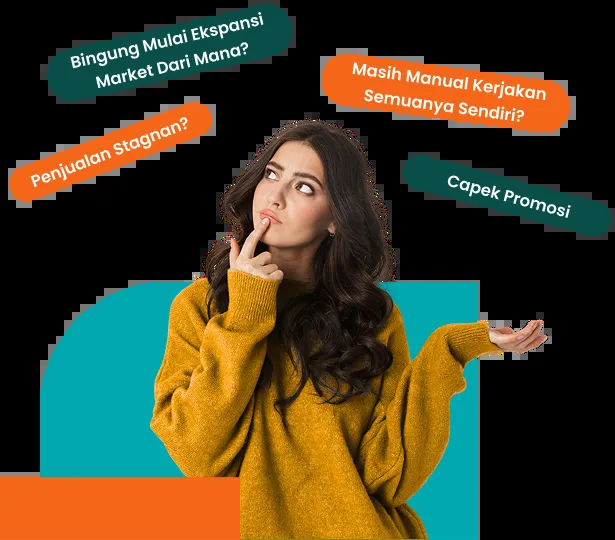 Bingung Mulai Ekspansi
Market Dari Mana?
Masih Manual Kerjakan
Semuanya Sendiri?
Penjualan Stagnan?
Capek Promosi